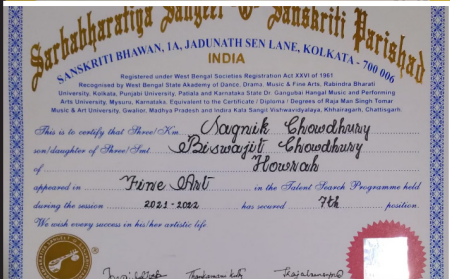 Sarbabharatiya Sangeet O Sanskriti Parishad
SANSKRITI BHAWAN, 1A, JADUNATH SEN LANE, KOLKATA - 700 006
INDIA
Registered under West Bengal Societies Registration Act XXVI of 1961
Recognised by West Bengal State Akademy of Dance, Drama, Music & Fine Arts, Rabindra Bharati
University, Kolkata, Punjabi University, Patiala and Karnataka State Dr. Gangubai Hangal Music and Performing
Arts University, Mysuru, Karnataka. Equivalent to the Certificate / Diploma / Degrees of Raja Man Singh Tomar
Music & Art University, Gwalior, Madhya Pradesh and Indira Kala Sangit Vishwavidyalaya, Khhairagarh, Chattisgarh.
This is to certify that Shree/Km. Sagnik Chowdhury
son/daughter of Shree/Smt. Biswajit Chowdhury
of Howrah
appeared in Fine Art in the Talent Search Programme held
during the session 2021-2022 has secured 7th position.
We wish every success in his/her artistic life